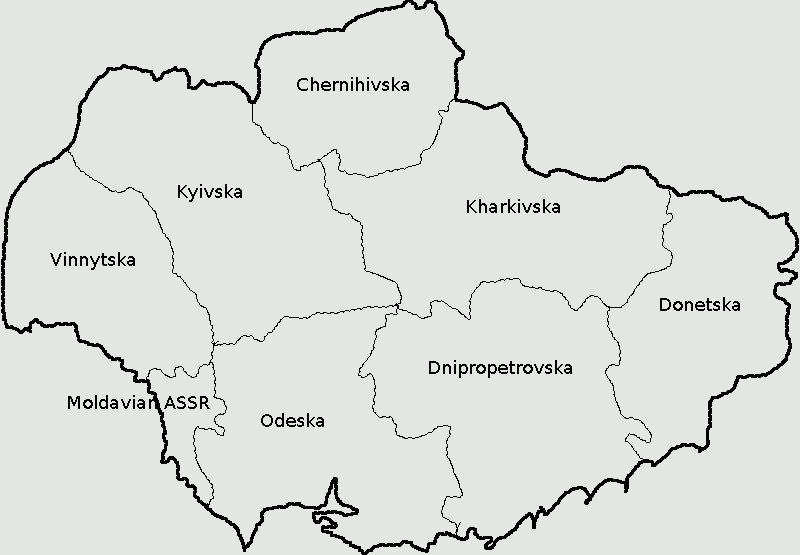 Chernihivska
Kyivska
Kharkivska
Vinnytska
Donetska
Dnipropetrovska
Moldavian ASSR
Odeska